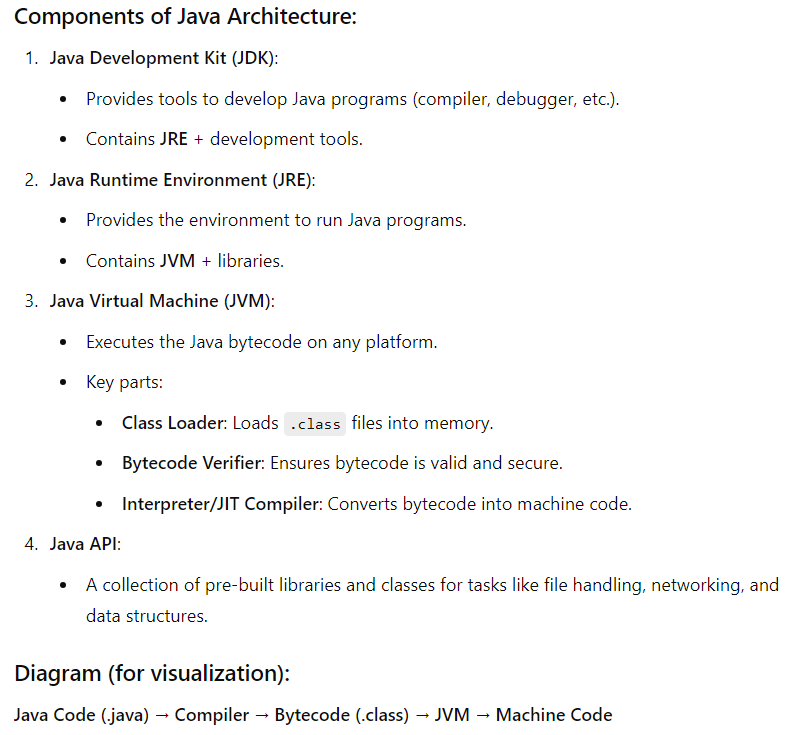 Components of Java Architecture:
1. Java Development Kit (JDK):
• Provides tools to develop Java programs (compiler, debugger, etc.).
• Contains JRE + development tools.
2. Java Runtime Environment (JRE):
• Provides the environment to run Java programs.
• Contains JVM + libraries.
3. Java Virtual Machine (JVM):
• Executes the Java bytecode on any platform.
• Key parts:
• Class Loader: Loads .class files into memory.
• Bytecode Verifier: Ensures bytecode is valid and secure.
• Interpreter/JIT Compiler: Converts bytecode into machine code.
4. Java API:
• A collection of pre-built libraries and classes for tasks like file handling, networking, and
data structures.
Diagram (for visualization):
Java Code (.java) → Compiler → Bytecode (.class) → JVM → Machine Code